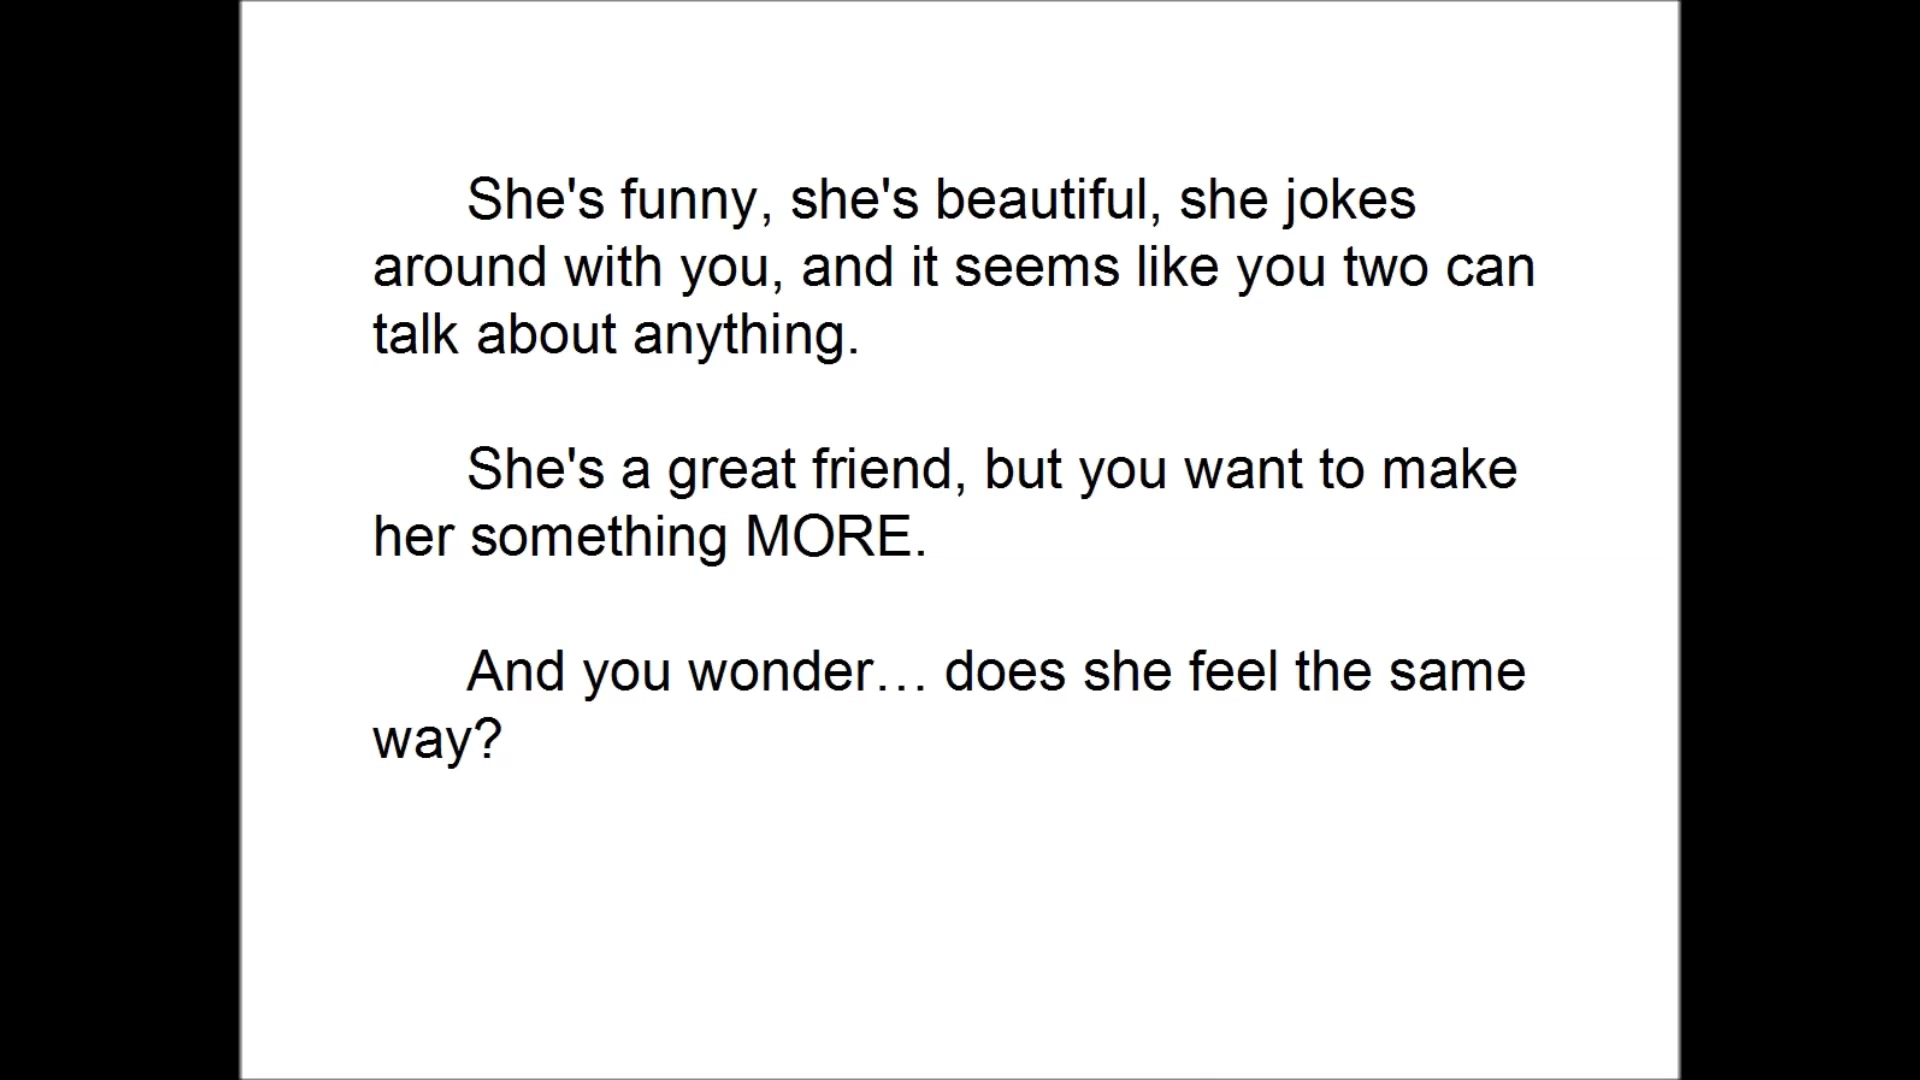 She's funny, she's beautiful, she jokes
around with you, and it seems like you two can
talk about anything.
She's a great friend, but you want to make
her something MORE.
And you wonder… does she feel the same
way?